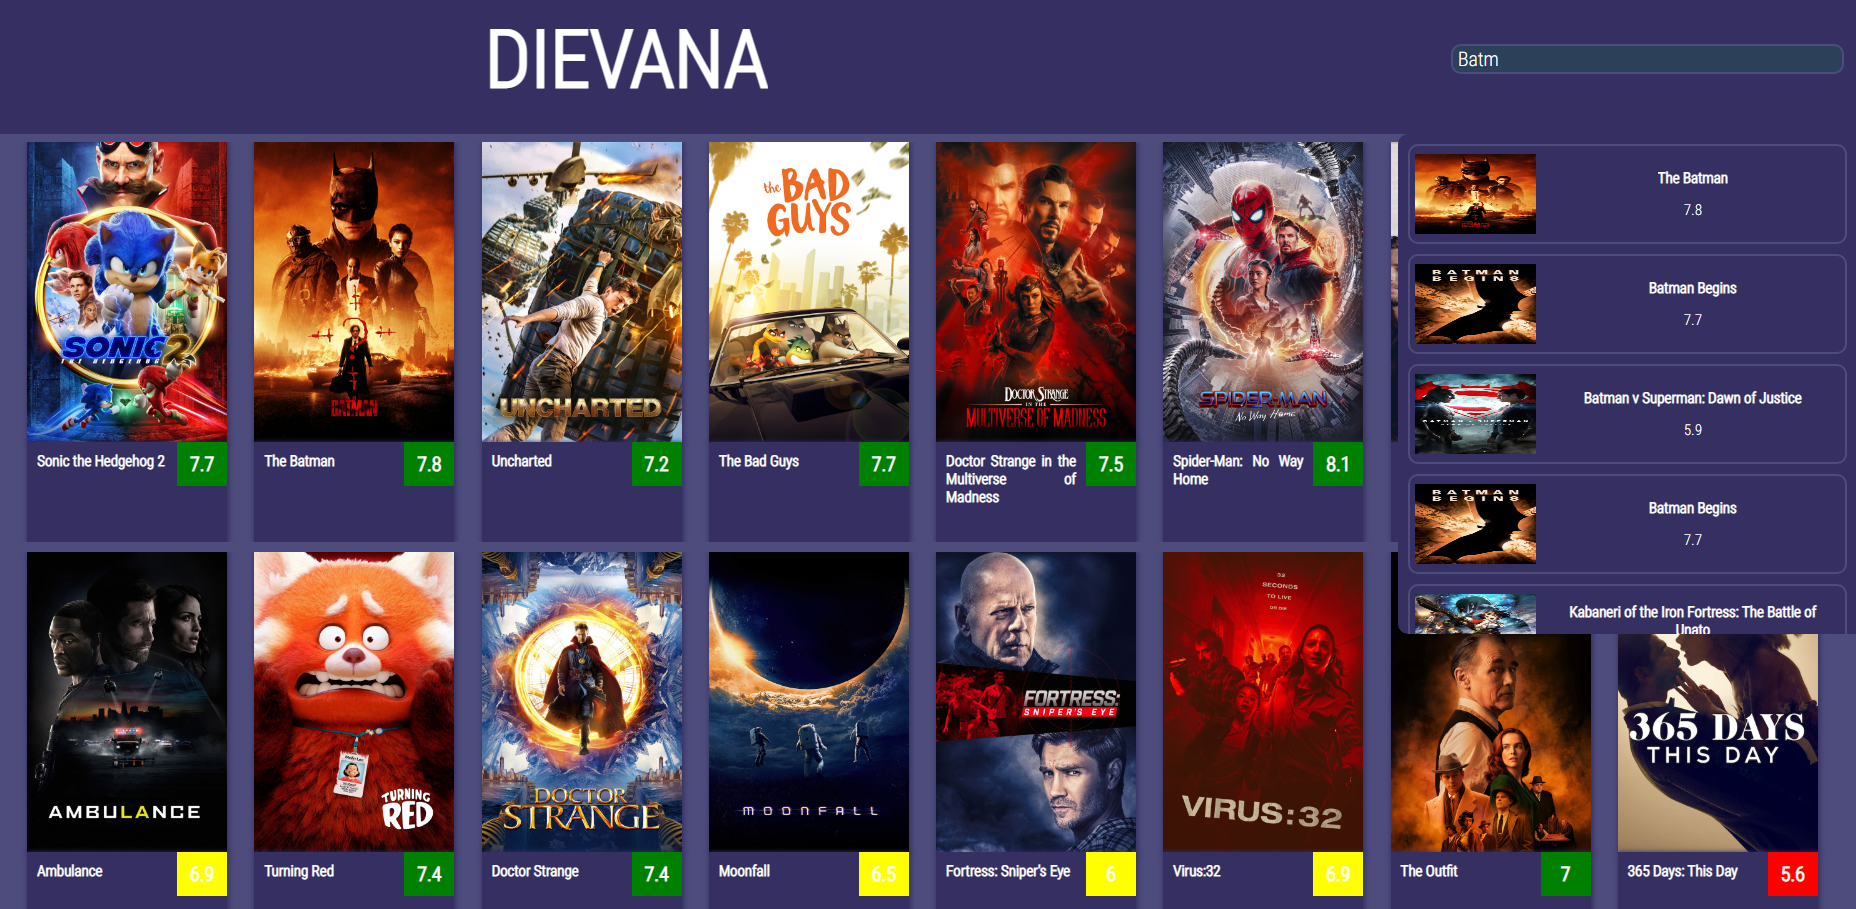 DIEVANA
Batm
The Batman
7.8
BATMAN
BEGINS
Batman Begins
7.7
Batman v Superman: Dawn of Justice
5.9
BATMAN
BEGINS
Batman Begins
7.7
Kabaneri of the Iron Fortress: The Battle of
Unato
SONIC 2
THE HEDGEHOG
THE BATMAN
UNCHARTED
the BAD
GUYS
DOCTOR STRANGE
IN THE
MULTIVERSE OF MADNESS
SPIDER-MAN
No Way Home
Sonic the Hedgehog 2
7.7
The Batman
7.8
Uncharted
7.2
The Bad Guys
7.7
Doctor Strange in the
Multiverse of
Madness
7.5
Spider-Man: No Way
Home
8.1
AMBULANCE
TURNING
RED
DOCTOR
STRANGE
MOONFALL
FORTRESS:
SNIPER'S EYE
32
SECONDS
TO LIVE
OR DIE
VIRUS:32
365 DAYS
THIS DAY
Ambulance
6.9
Turning Red
7.4
Doctor Strange
7.4
Moonfall
6.5
Fortress: Sniper's Eye
6
Virus:32
6.9
The Outfit
7
365 Days: This Day
5.6